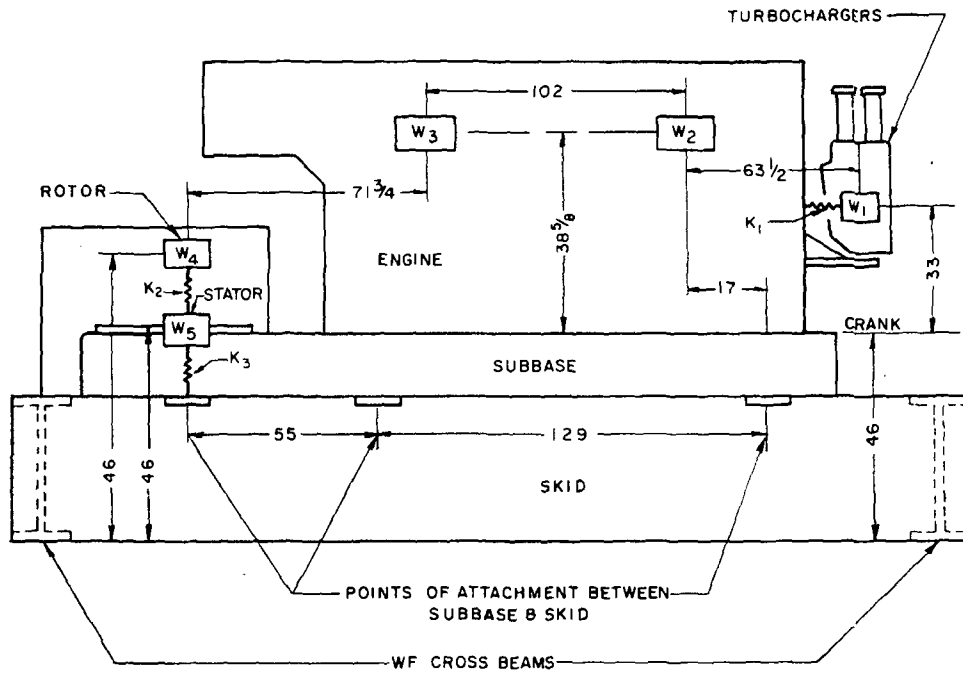 TURBOCHARGERS
102
W3
W2
63 1/2
71 3/4
ROTOR
W1
K1
38 5/8
W4
ENGINE
33
K2
STATOR
17
W5
CRANK
K3
SUBBASE
55
129
46
46
46
SKID
POINTS OF ATTACHMENT BETWEEN
SUBBASE & SKID
WF CROSS BEAMS